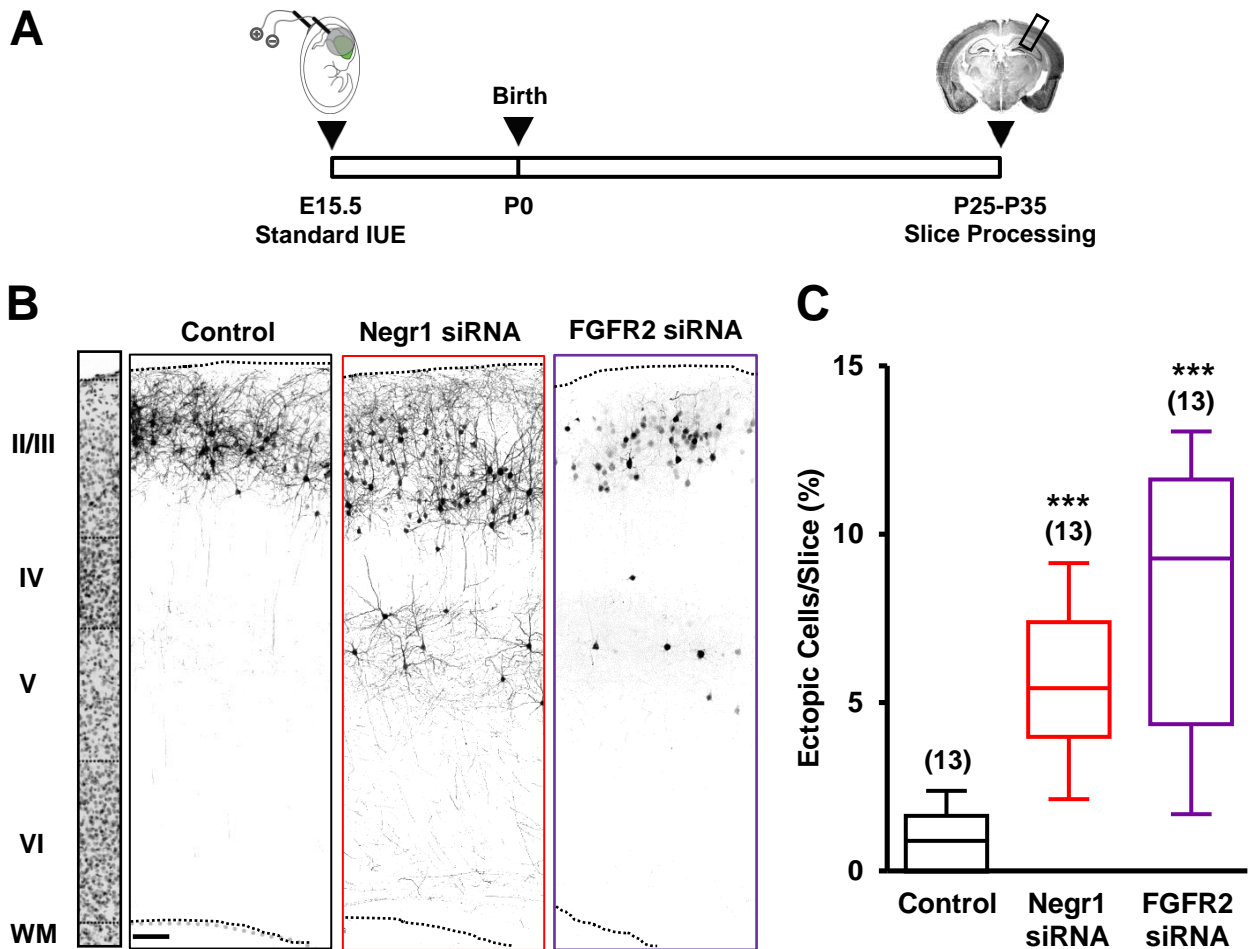 A
⊕
⊖
Birth
E15.5
Standard IUE
P0
P25-P35
Slice Processing
B
Control
Negr1 siRNA
FGFR2 siRNA
II/III
IV
V
VI
WM
C
Ectopic Cells/Slice (%)
15
10
5
0
(13)
***
(13)
***
(13)
Control
Negr1
siRNA
FGFR2
siRNA